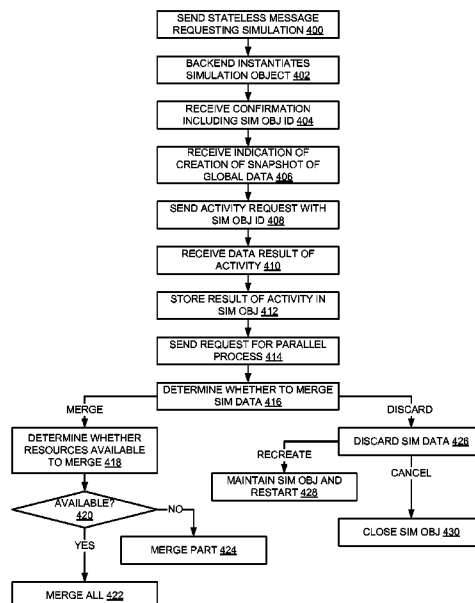 SEND STATELESS MESSAGE
REQUESTING SIMULATION 400
BACKEND INSTANTIATES
SIMULATION OBJECT 402
RECEIVE CONFIRMATION
INCLUDING SIM OBJ ID 404
RECEIVE INDICATION OF
CREATION OF SNAPSHOT OF
GLOBAL DATA 406
SEND ACTIVITY REQUEST WITH
SIM OBJ ID 408
RECEIVE DATA RESULT OF
ACTIVITY 410
STORE RESULT OF ACTIVITY IN
SIM OBJ 412
SEND REQUEST FOR PARALLEL
PROCESS 414
DETERMINE WHETHER TO MERGE
SIM DATA 416
MERGE
DISCARD
DETERMINE WHETHER
RESOURCES AVAILABLE
TO MERGE 418
DISCARD SIM DATA 426
RECREATE
CANCEL
MAINTAIN SIM OBJ AND
RESTART 428
AVAILABLE?
420
NO
YES
MERGE PART 424
CLOSE SIM OBJ 430
MERGE ALL 422